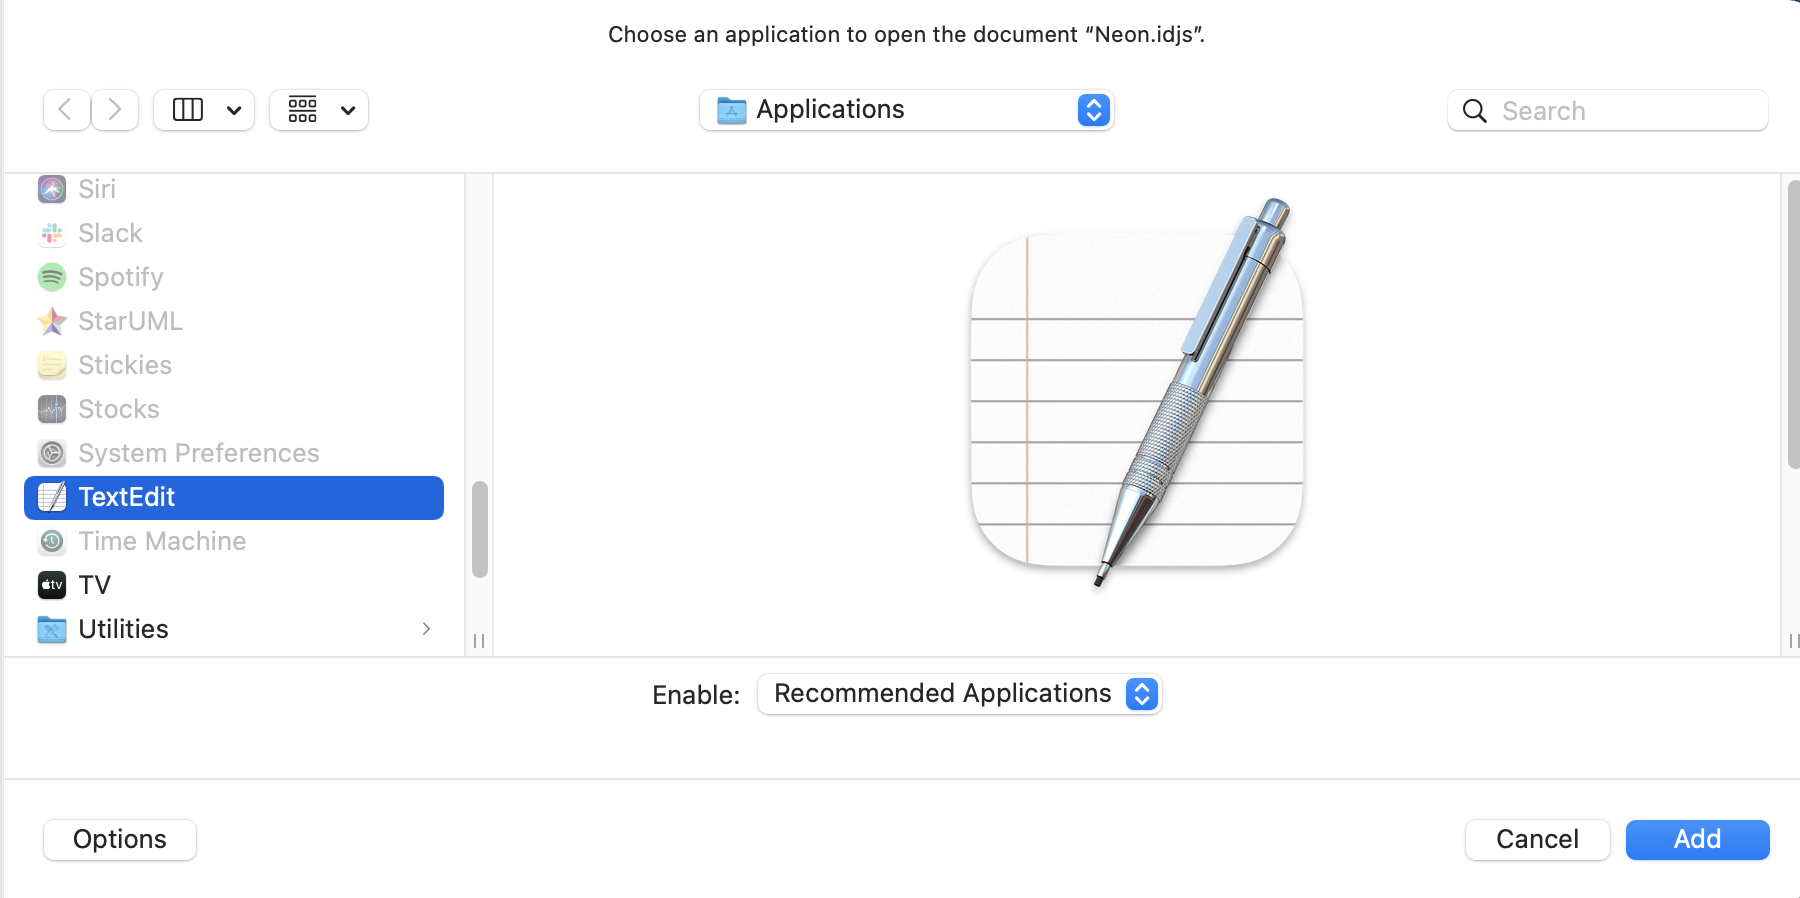 Choose an application to open the document “Neon.idjs”.
Applications
Search
Siri
Slack
Spotify
StarUML
Stickies
Stocks
System Preferences
TextEdit
Time Machine
tv TV
Utilities
Enable: Recommended Applications
Options
Cancel
Add